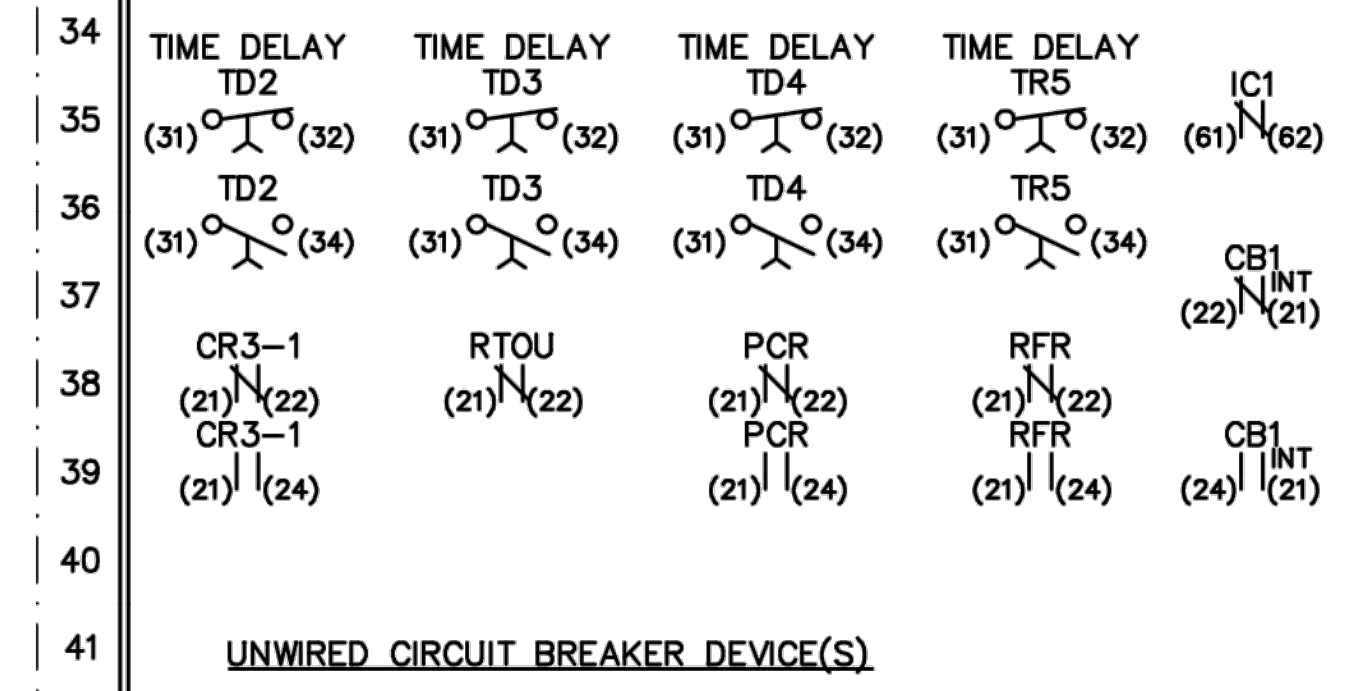 34
TIME DELAY TIME DELAY TIME DELAY TIME DELAY
TD2 TD3 TD4 TR5 IC1
35
(31) (32) (31) (32) (31) (32) (31) (32) (61) (62)
TD2 TD3 TD4 TR5
36
(31) (34) (31) (34) (31) (34) (31) (34)
CB1
INT
37
(22) (21)
CR3-1 RTOU PCR RFR
38
(21) (22) (21) (22) (21) (22) (21) (22)
CR3-1 PCR RFR CB1
INT
39
(21) (24) (21) (24) (21) (24) (24) (21)
40
41
UNWIRED CIRCUIT BREAKER DEVICE(S)